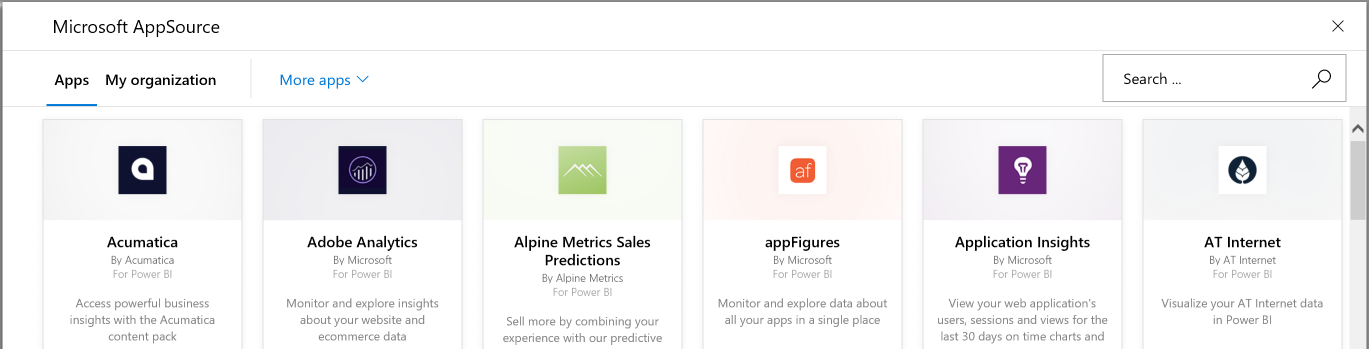 Microsoft AppSource
Apps
My organization
More apps
Search ...
Acumatica
By Acumatica
For Power BI
Access powerful business
insights with the Acumatica
content pack
Adobe Analytics
By Microsoft
For Power BI
Monitor and explore insights
about your website and
ecommerce data
Alpine Metrics Sales
Predictions
By Alpine Metrics
For Power BI
Sell more by combining your
experience with our predictive
af
appFigures
By Microsoft
For Power BI
Monitor and explore data about
all your apps in a single place
Application Insights
By Microsoft
For Power BI
View your web application's
users, sessions and views for the
last 30 days on time charts and
AT Internet
By AT Internet
For Power BI
Visualize your AT Internet data
in Power BI